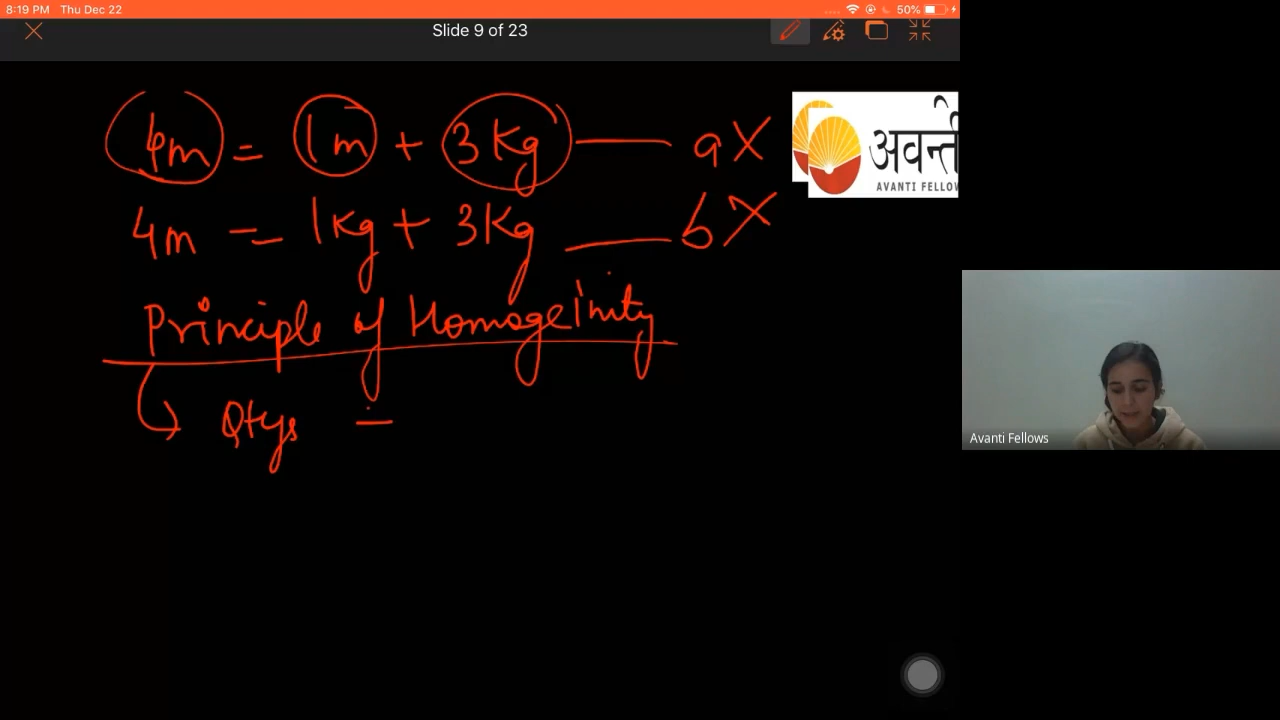 8:19 PM Thu Dec 22
50%
Slide 9 of 23
4m = 1m + 3Kg — a X
4m = 1Kg + 3Kg — b X
Principle of Homogeinity
Qtys
अवन्ती
AVANTI FELLOW
Avanti Fellows